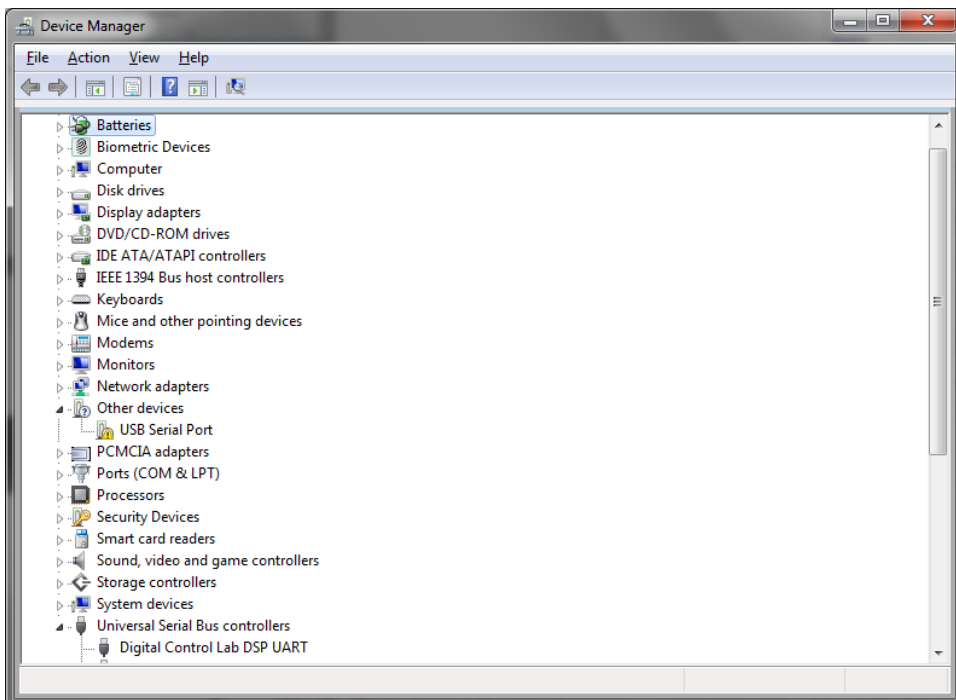 Device Manager
File Action View Help
Batteries
Biometric Devices
Computer
Disk drives
Display adapters
DVD/CD-ROM drives
IDE ATA/ATAPI controllers
IEEE 1394 Bus host controllers
Keyboards
Mice and other pointing devices
Modems
Monitors
Network adapters
Other devices
USB Serial Port
PCMCIA adapters
Ports (COM & LPT)
Processors
Security Devices
Smart card readers
Sound, video and game controllers
Storage controllers
System devices
Universal Serial Bus controllers
Digital Control Lab DSP UART